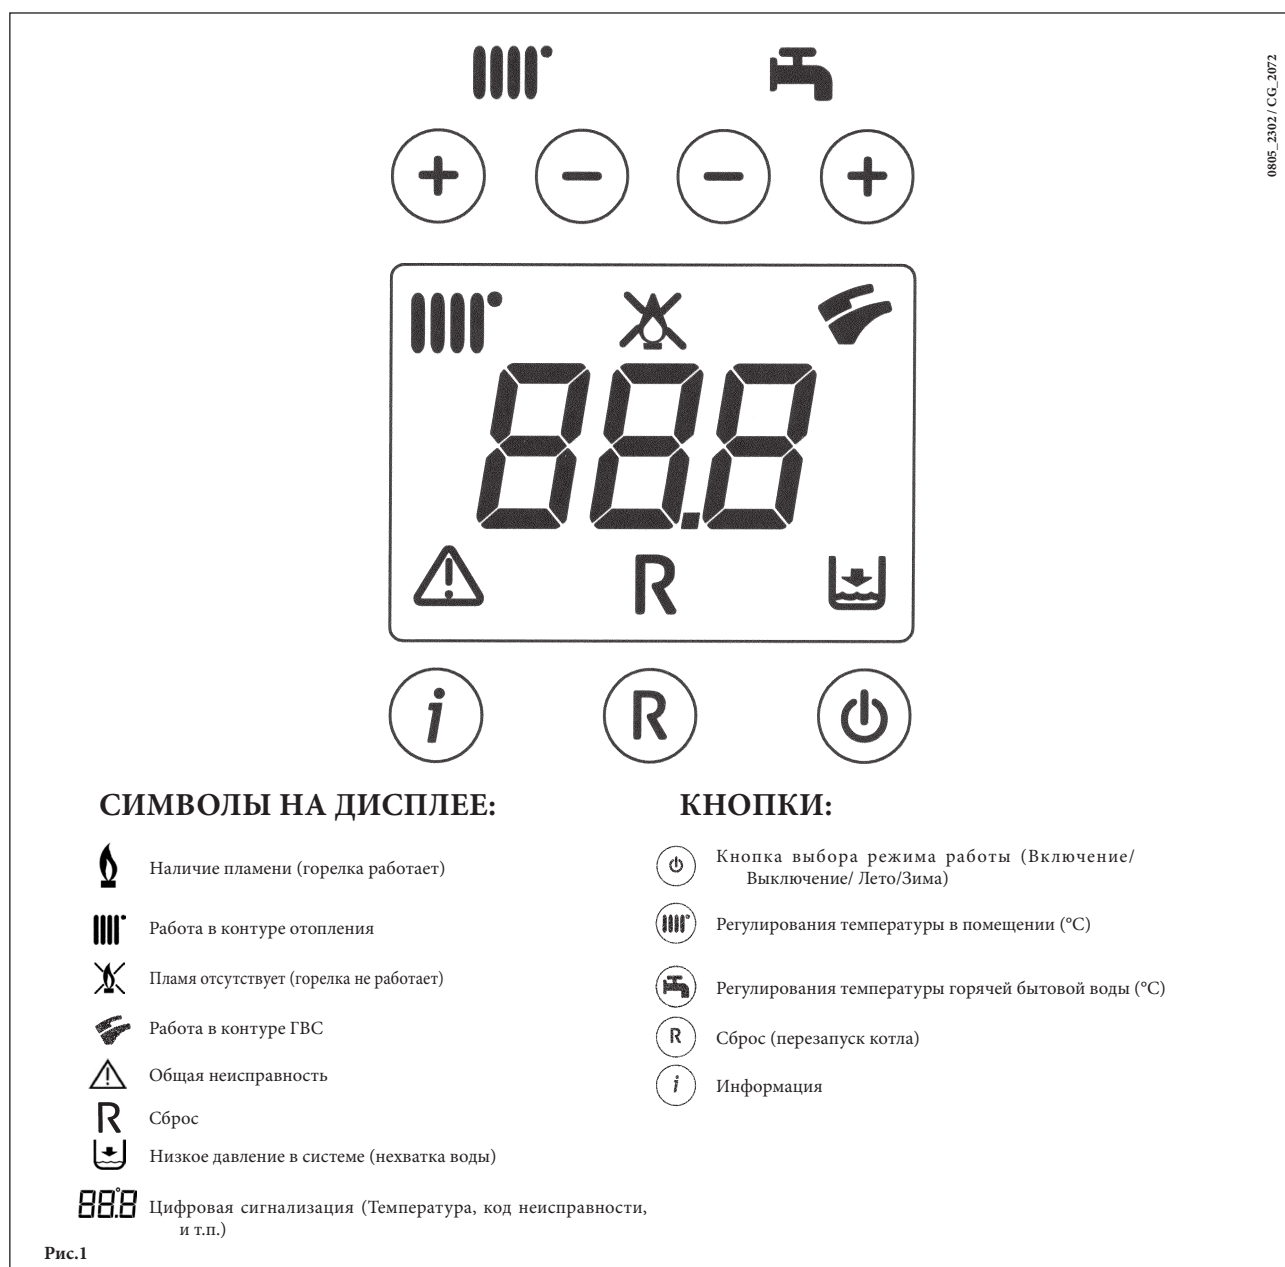 0805_2302 / CG_2072
88.8
R
i
R
СИМВОЛЫ НА ДИСПЛЕЕ:
Наличие пламени (горелка работает)
Работа в контуре отопления
Пламя отсутствует (горелка не работает)
Работа в контуре ГВС
Общая неисправность
R
Сброс
Низкое давление в системе (нехватка воды)
88.8
Цифровая сигнализация (Температура, код неисправности,
и т.п.)
КНОПКИ:
Кнопка выбора режима работы (Включение/
Выключение/ Лето/Зима)
Регулирования температуры в помещении (°C)
Регулирования температуры горячей бытовой воды (°C)
R
Сброс (перезапуск котла)
i
Информация
Рис.1